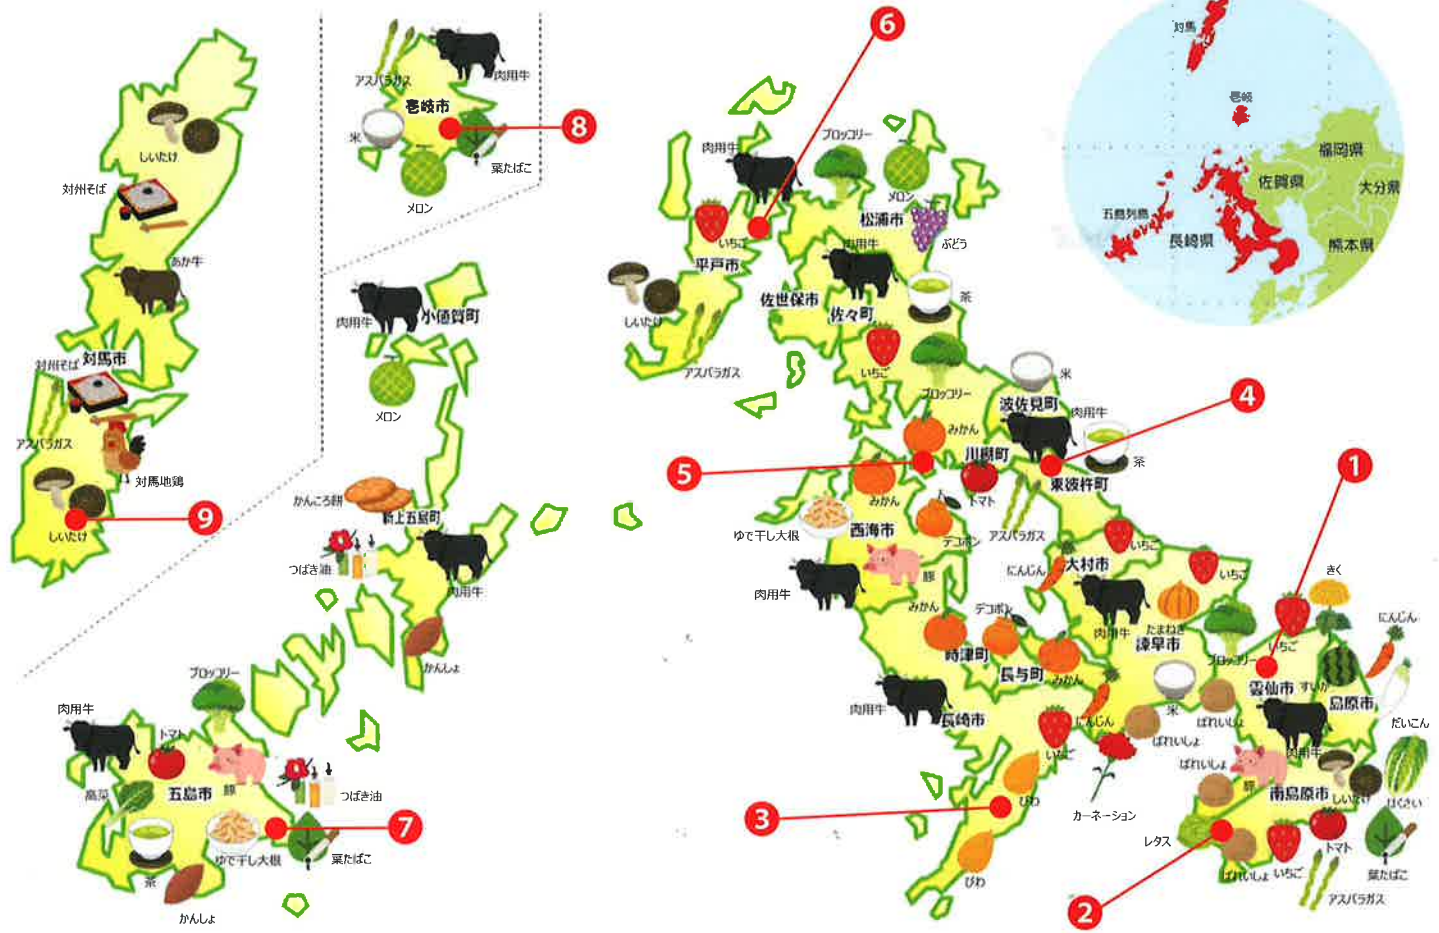 しいたけ
対州そば
あか牛
対馬市
対州そば
アスパラガス
対馬地鶏
しいたけ
9
アスパラガス
肉用牛
壱岐市
米
葉たばこ
メロン
8
肉用牛
小値賀町
メロン
かんころ餅
新上五島町
つばき油
肉用牛
かんしょ
ブロッコリー
肉用牛
トマト
豚
高菜
五島市
つばき油
茶
ゆで干し大根
葉たばこ
かんしょ
7
6
肉用牛
ブロッコリー
メロン
松浦市
ぶどう
いちご
平戸市
しいたけ
アスパラガス
肉用牛
佐世保市
佐々町
茶
いちご
ブロッコリー
米
波佐見町
肉用牛
茶
みかん
川棚町
東彼杵町
4
5
みかん
トマト
アスパラガス
ゆで干し大根
西海市
デコポン
肉用牛
豚
みかん
デコポン
時津町
長与町
みかん
にんじん
大村市
いちご
いちご
肉用牛
たまねぎ
諫早市
ブロッコリー
米
ばれいしょ
ばれいしょ
肉用牛
長崎市
いちご
にんじん
カーネーション
びわ
びわ
3
1
いちご
きく
にんじん
雲仙市
すいか
島原市
だいこん
肉用牛
ばれいしょ
豚
南島原市
しいたけ
はくさい
レタス
ばれいしょ
いちご
トマト
アスパラガス
葉たばこ
2
対馬
壱岐
五島列島
長崎県
佐賀県
福岡県
大分県
熊本県